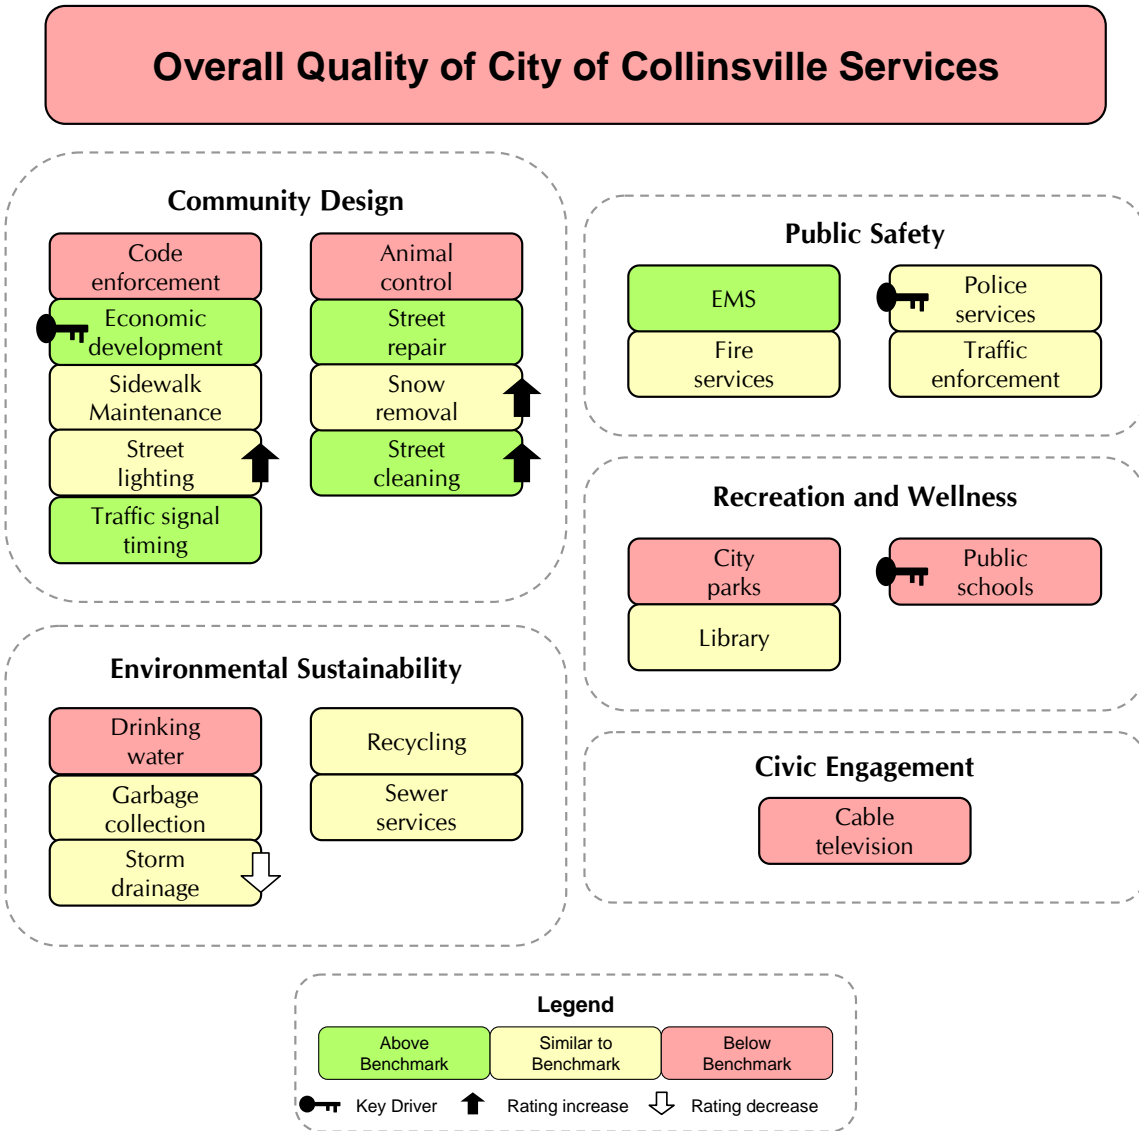 Overall Quality of City of Collinsville Services
Community Design
Code
enforcement
Economic
development
Sidewalk
Maintenance
Street
lighting
Traffic signal
timing
Animal
control
Street
repair
Snow
removal
Street
cleaning
Public Safety
EMS
Fire
services
Police
services
Traffic
enforcement
Recreation and Wellness
City
parks
Library
Public
schools
Environmental Sustainability
Drinking
water
Garbage
collection
Storm
drainage
Recycling
Sewer
services
Civic Engagement
Cable
television
Legend
Above
Benchmark
Similar to
Benchmark
Below
Benchmark
Key Driver
Rating increase
Rating decrease